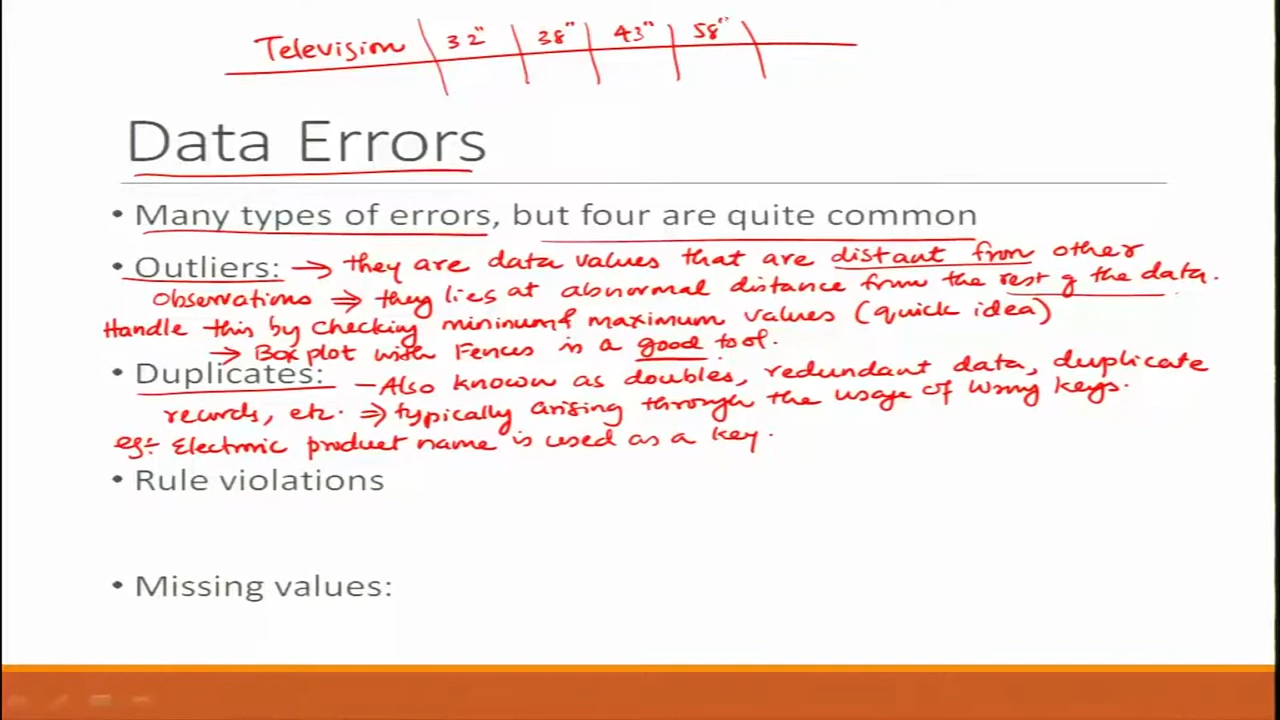 Television 32" 38" 43" 58"
Data Errors
• Many types of errors, but four are quite common
• Outliers: → they are data values that are distant from other
observations ⇒ they lies at abnormal distance from the rest of the data.
Handle this by checking mininum & maximum values (quick idea)
→ Box plot with Fences is a good tool.
• Duplicates: – Also known as doubles, redundant data, duplicate
records, etc. ⇒ typically arising through the usage of wrong keys.
eg:- Electronic product name is used as a key.
• Rule violations
• Missing values: